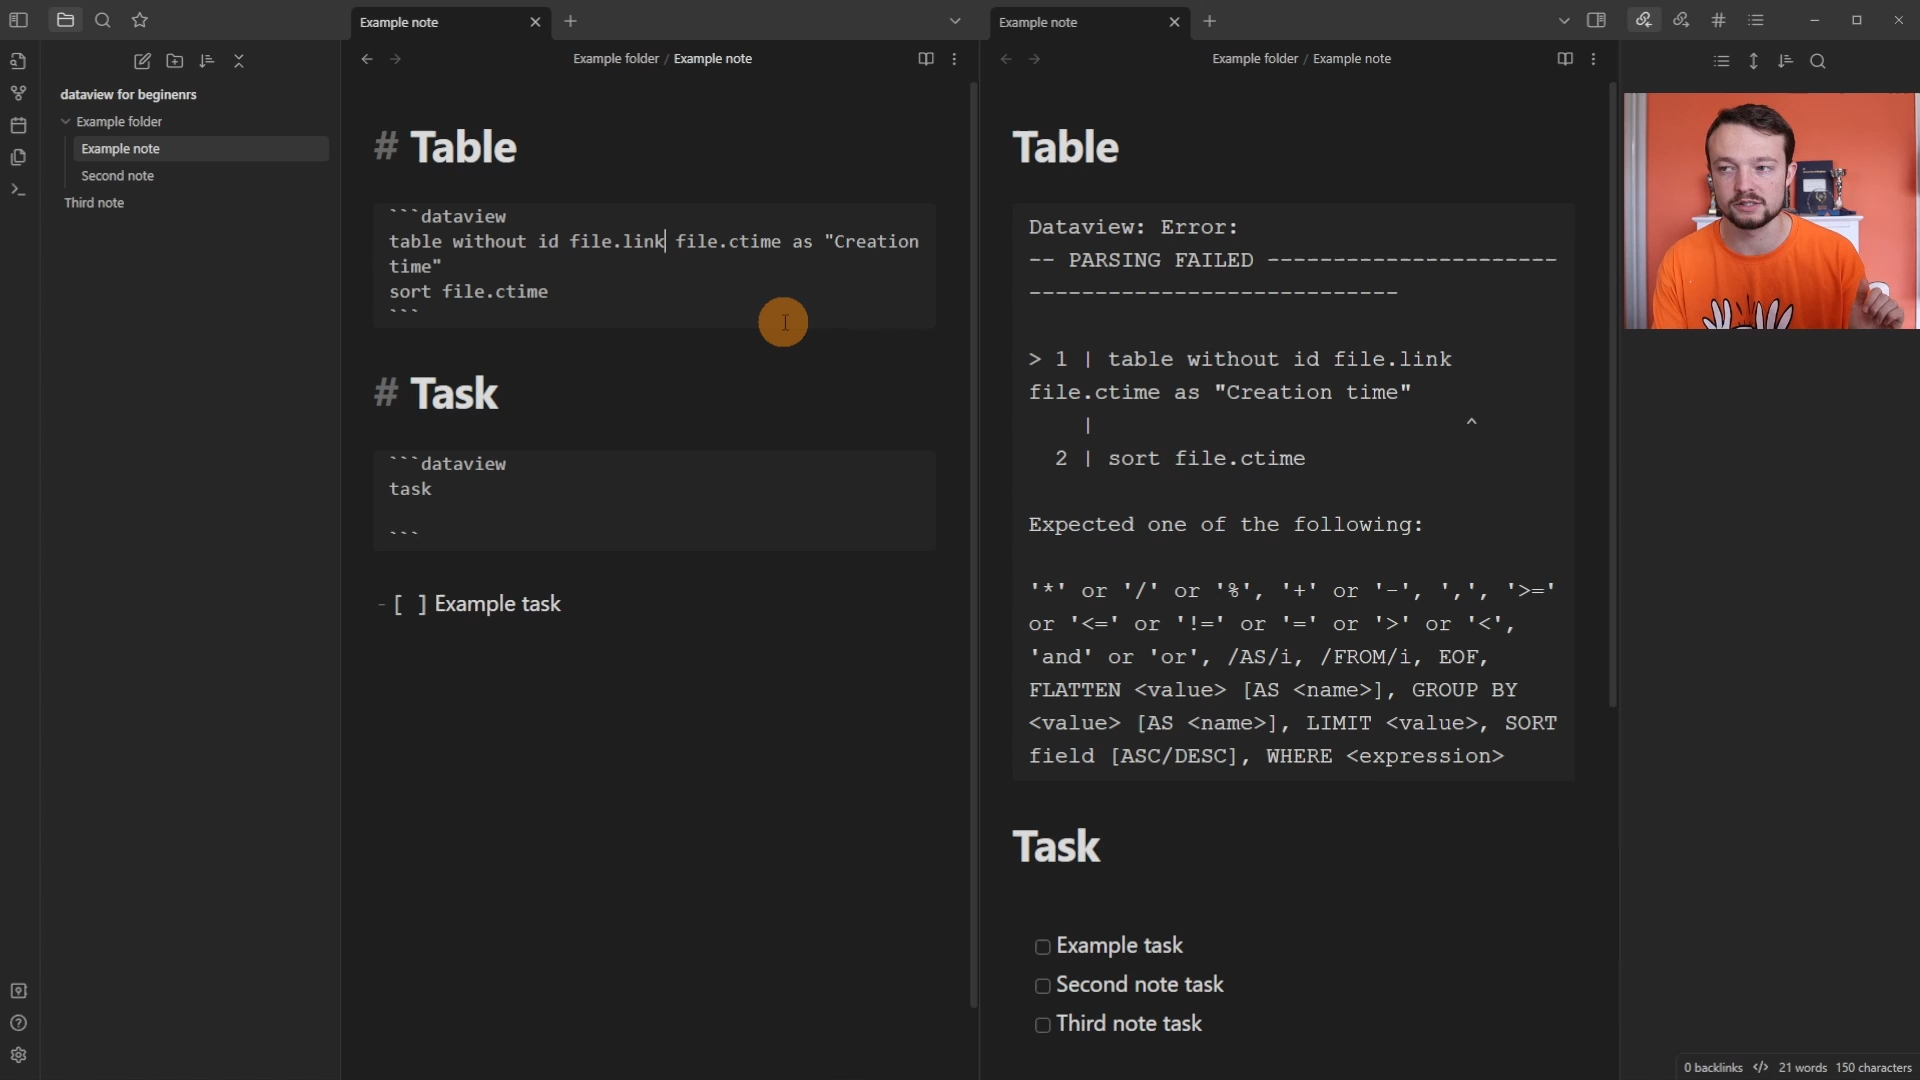 Example note
Example note
Example folder / Example note
Example folder / Example note
dataview for beginenrs
Example folder
Example note
Second note
Third note
# Table
```dataview
table without id file.link file.ctime as "Creation
time"
sort file.ctime
```
# Task
```dataview
task
```
- [ ] Example task
Table
Dataview: Error:
-- PARSING FAILED ----------------------
----------------------------
> 1 | table without id file.link
file.ctime as "Creation time"
| ^
2 | sort file.ctime
Expected one of the following:
'*' or '/' or '%', '+' or '-', ',', '>='
or '<=' or '!=' or '=' or '>' or '<',
'and' or 'or', /AS/i, /FROM/i, EOF,
FLATTEN <value> [AS <name>], GROUP BY
<value> [AS <name>], LIMIT <value>, SORT
field [ASC/DESC], WHERE <expression>
Task
Example task
Second note task
Third note task
0 backlinks </> 21 words 150 characters